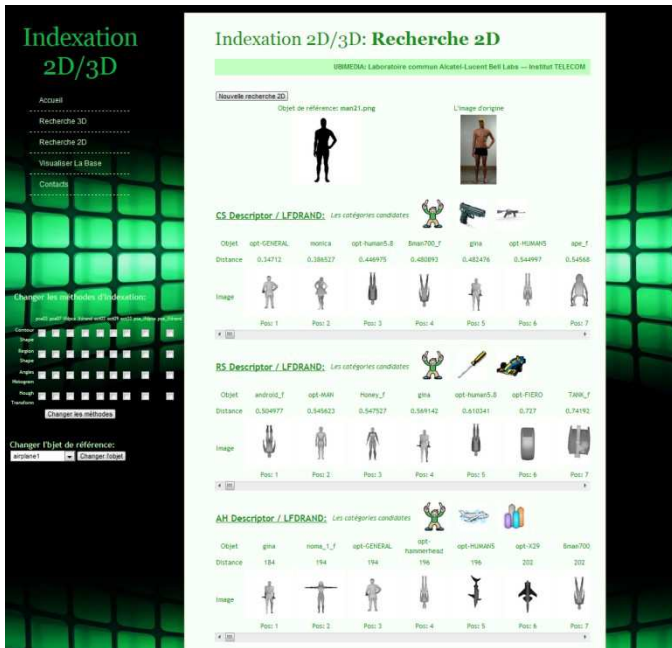 Indexation
2D/3D
Accueil
Recherche 3D
Recherche 2D
Visualiser La Base
Contacts
Changer les méthodes d'indexation:
Contour
Shape
Region
Shape
Angles
Histogram
Hough
Transform
Changer les méthodes
Changer l'bjet de référence:
airplane1 Changer l'objet
Indexation 2D/3D: Recherche 2D
UBIMEDIA: Laboratoire commun Alcatel-Lucent Bell Labs — Institut TELECOM
Nouvelle recherche 2D
Objet de référence: man21.png L'image d'origine
CS Descriptor / LFDRAND: Les catégories candidates
Objet opt-GENERAL monica opt-human5.8 Bman700_f gina opt-HUMAN5 ape_f
Distance 0.34712 0.386527 0.446975 0.480893 0.482476 0.544997 0.54568
Image
Pos: 1 Pos: 2 Pos: 3 Pos: 4 Pos: 5 Pos: 6 Pos: 7
RS Descriptor / LFDRAND: Les catégories candidates
Objet android_f opt-MAN Honey_f gina opt-human5.8 opt-FIERO TANK_f
Distance 0.504977 0.545623 0.547527 0.569142 0.610341 0.727 0.74192
Image
Pos: 1 Pos: 2 Pos: 3 Pos: 4 Pos: 5 Pos: 6 Pos: 7
AH Descriptor / LFDRAND: Les catégories candidates
Objet gina noma_1_f opt-GENERAL opt-hammerhead opt-HUMAN5 opt-X29 Bman700
Distance 184 194 194 196 196 202 202
Image
Pos: 1 Pos: 2 Pos: 3 Pos: 4 Pos: 5 Pos: 6 Pos: 7